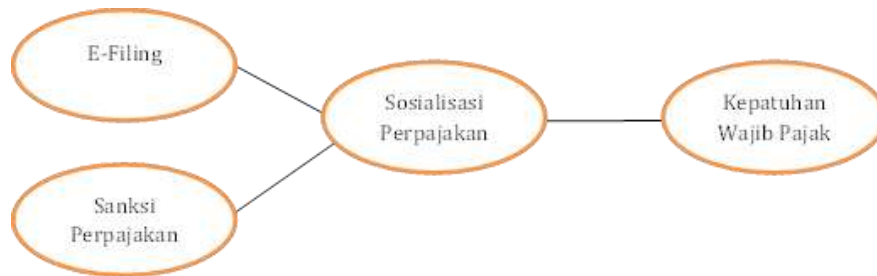 E-Filing
Sosialisasi
Perpajakan
Kepatuhan
Wajib Pajak
Sanksi
Perpajakan